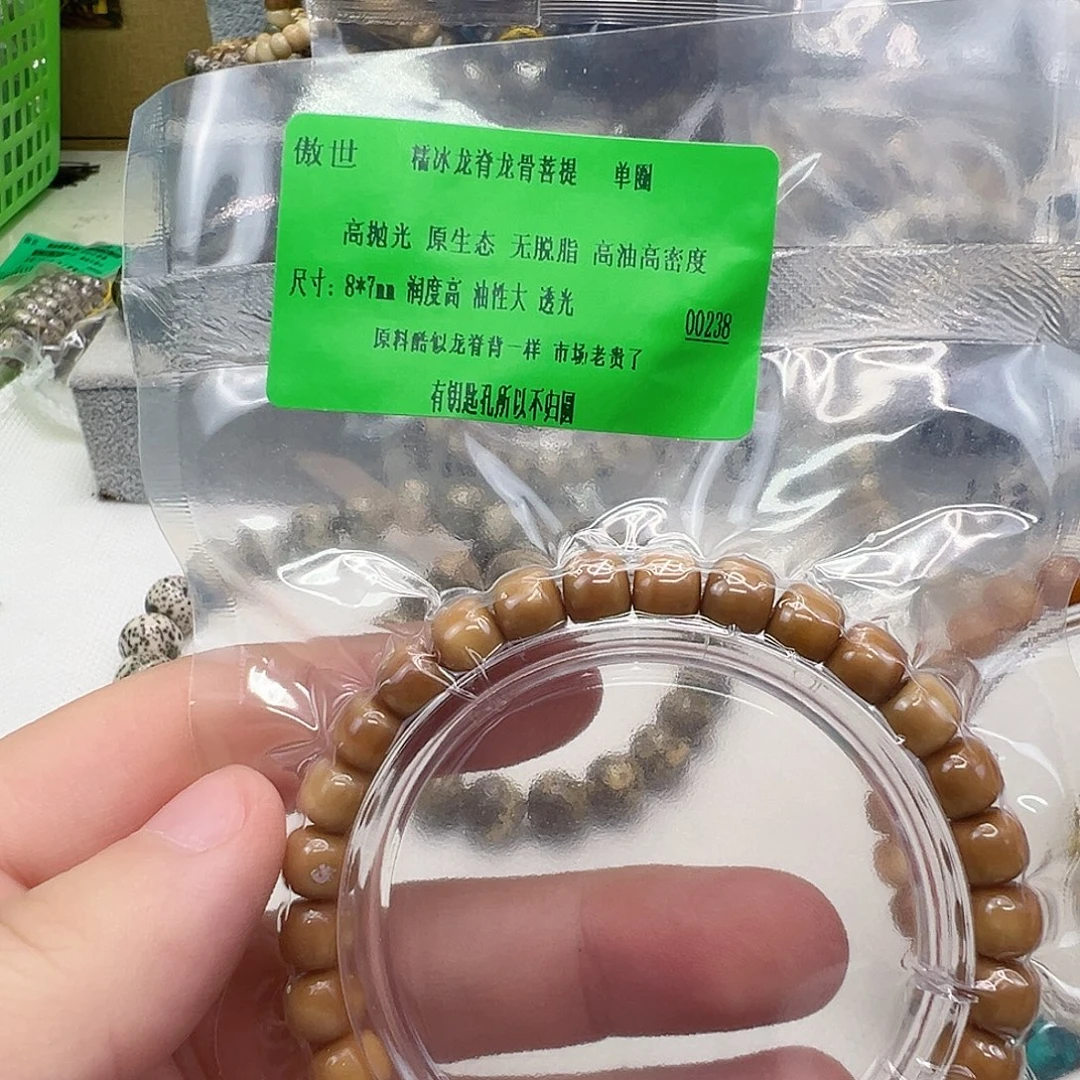 傲世 糯冰龙脊龙骨菩提 单圈
高抛光 原生态 无脱脂 高油高密度
尺寸: 8*7mm 润度高 油性大 透光
00238
原料酷似龙脊背一样 市场老贵了
有钥匙孔所以不归圆